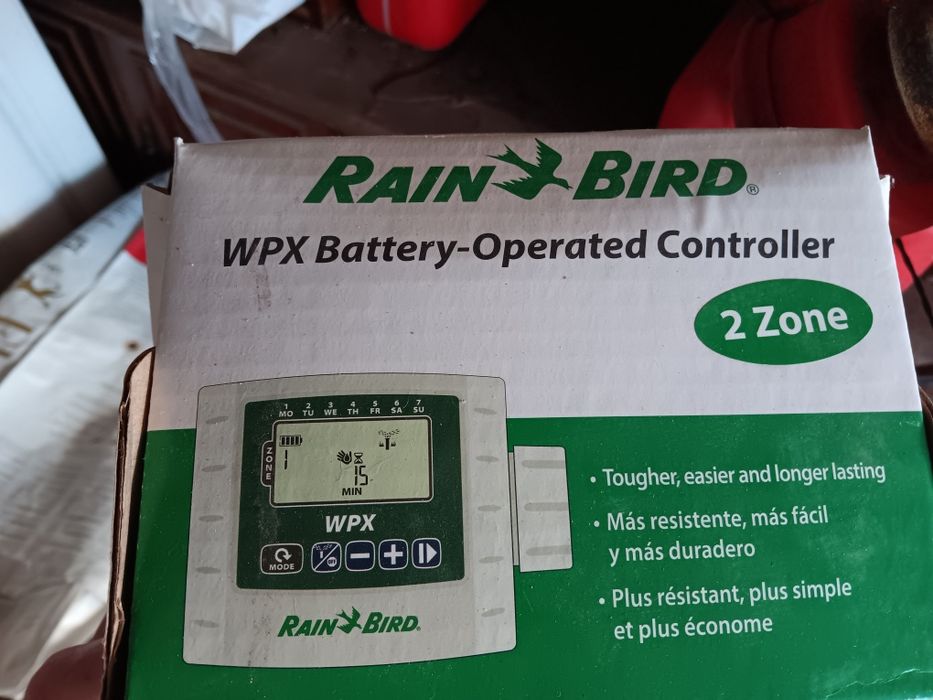 RAIN BIRD®
WPX Battery-Operated Controller
2 Zone
1 2 3 4 5 6 7
MO TU WE TH FR SA SU
ZONE
1
15
MIN
WPX
MODE
OFF
RAIN BIRD®
• Tougher, easier and longer lasting
• Más resistente, más fácil
y más duradero
• Plus résistant, plus simple
et plus économe